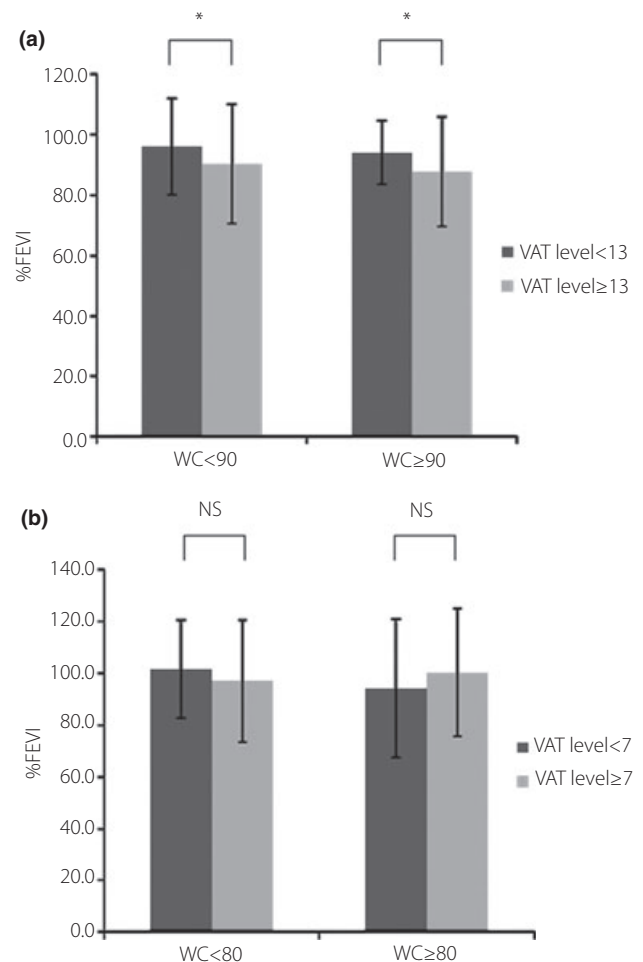 (a)
* *
120.0
100.0
80.0
60.0
40.0
20.0
0.0
%FEVI
WC<90 WC≥90
VAT level<13
VAT level≥13
(b)
NS NS
140.0
120.0
100.0
80.0
60.0
40.0
20.0
0.0
%FEVI
WC<80 WC≥80
VAT level<7
VAT level≥7